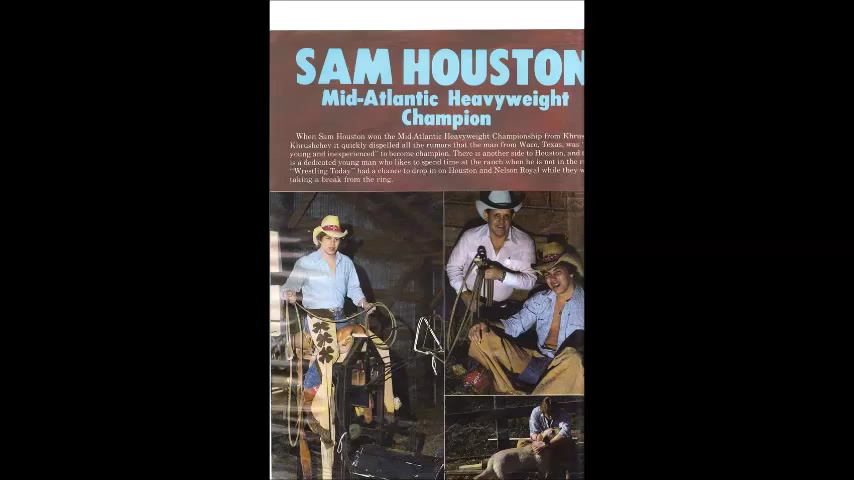 SAM HOUSTON
Mid-Atlantic Heavyweight
Champion
When Sam Houston won the Mid-Atlantic Heavyweight Championship from Khrus
Khrushchev it quickly dispelled all the rumors that the man from Waco, Texas, was
young and inexperienced" to become champion. There is another side to Houston, and
is a dedicated young man who likes to spend time at the ranch when he is not in the
"Wrestling Today" had a chance to drop in on Houston and Nelson Royal while they
taking a break from the ring.